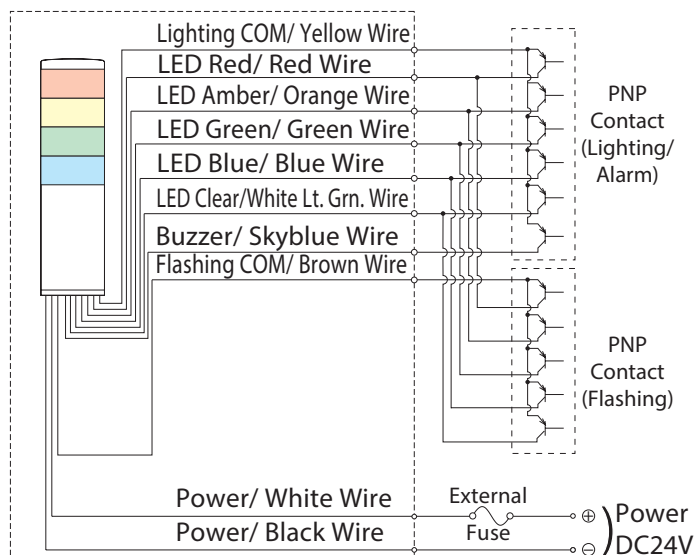 Lighting COM/ Yellow Wire
LED Red/ Red Wire
LED Amber/ Orange Wire
LED Green/ Green Wire
LED Blue/ Blue Wire
LED Clear/White Lt. Grn. Wire
Buzzer/ Skyblue Wire
Flashing COM/ Brown Wire
PNP
Contact
(Lighting/
Alarm)
PNP
Contact
(Flashing)
Power/ White Wire
Power/ Black Wire
External
Fuse
⊕
⊖
Power
DC24V